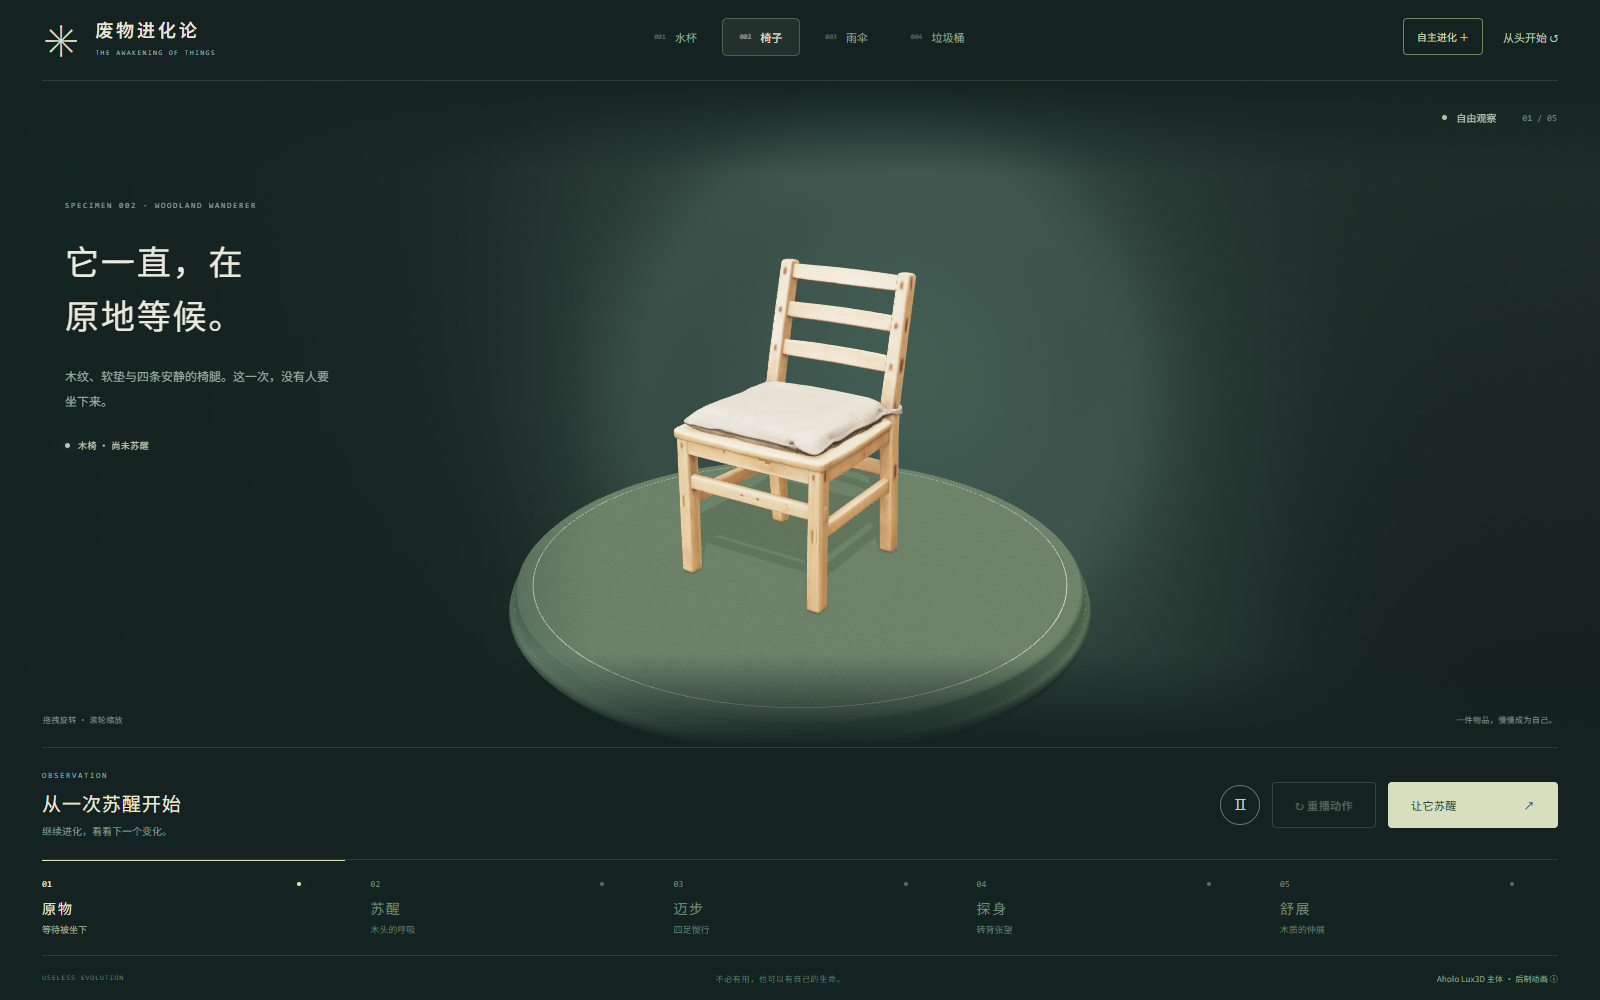 废物进化论
THE AWAKENING OF THINGS
001 水杯
002 椅子
003 雨伞
004 垃圾桶
自主进化 ＋
从头开始 ↺
自由观察
01 / 05
SPECIMEN 002 · WOODLAND WANDERER
它一直，在
原地等候。
木纹、软垫与四条安静的椅腿。这一次，没有人要
坐下来。
木椅 · 尚未苏醒
拖拽旋转 · 滚轮缩放
一件物品，慢慢成为自己。
OBSERVATION
从一次苏醒开始
继续进化，看看下一个变化。
↻ 重播动作
让它苏醒 ↗
01
原物
等待被坐下
02
苏醒
木头的呼吸
03
迈步
四足慢行
04
探身
转背张望
05
舒展
木质的伸展
USELESS EVOLUTION
不必有用，也可以有自己的生命。
Aholo Lux3D 主体 · 后制动画 ⓘ